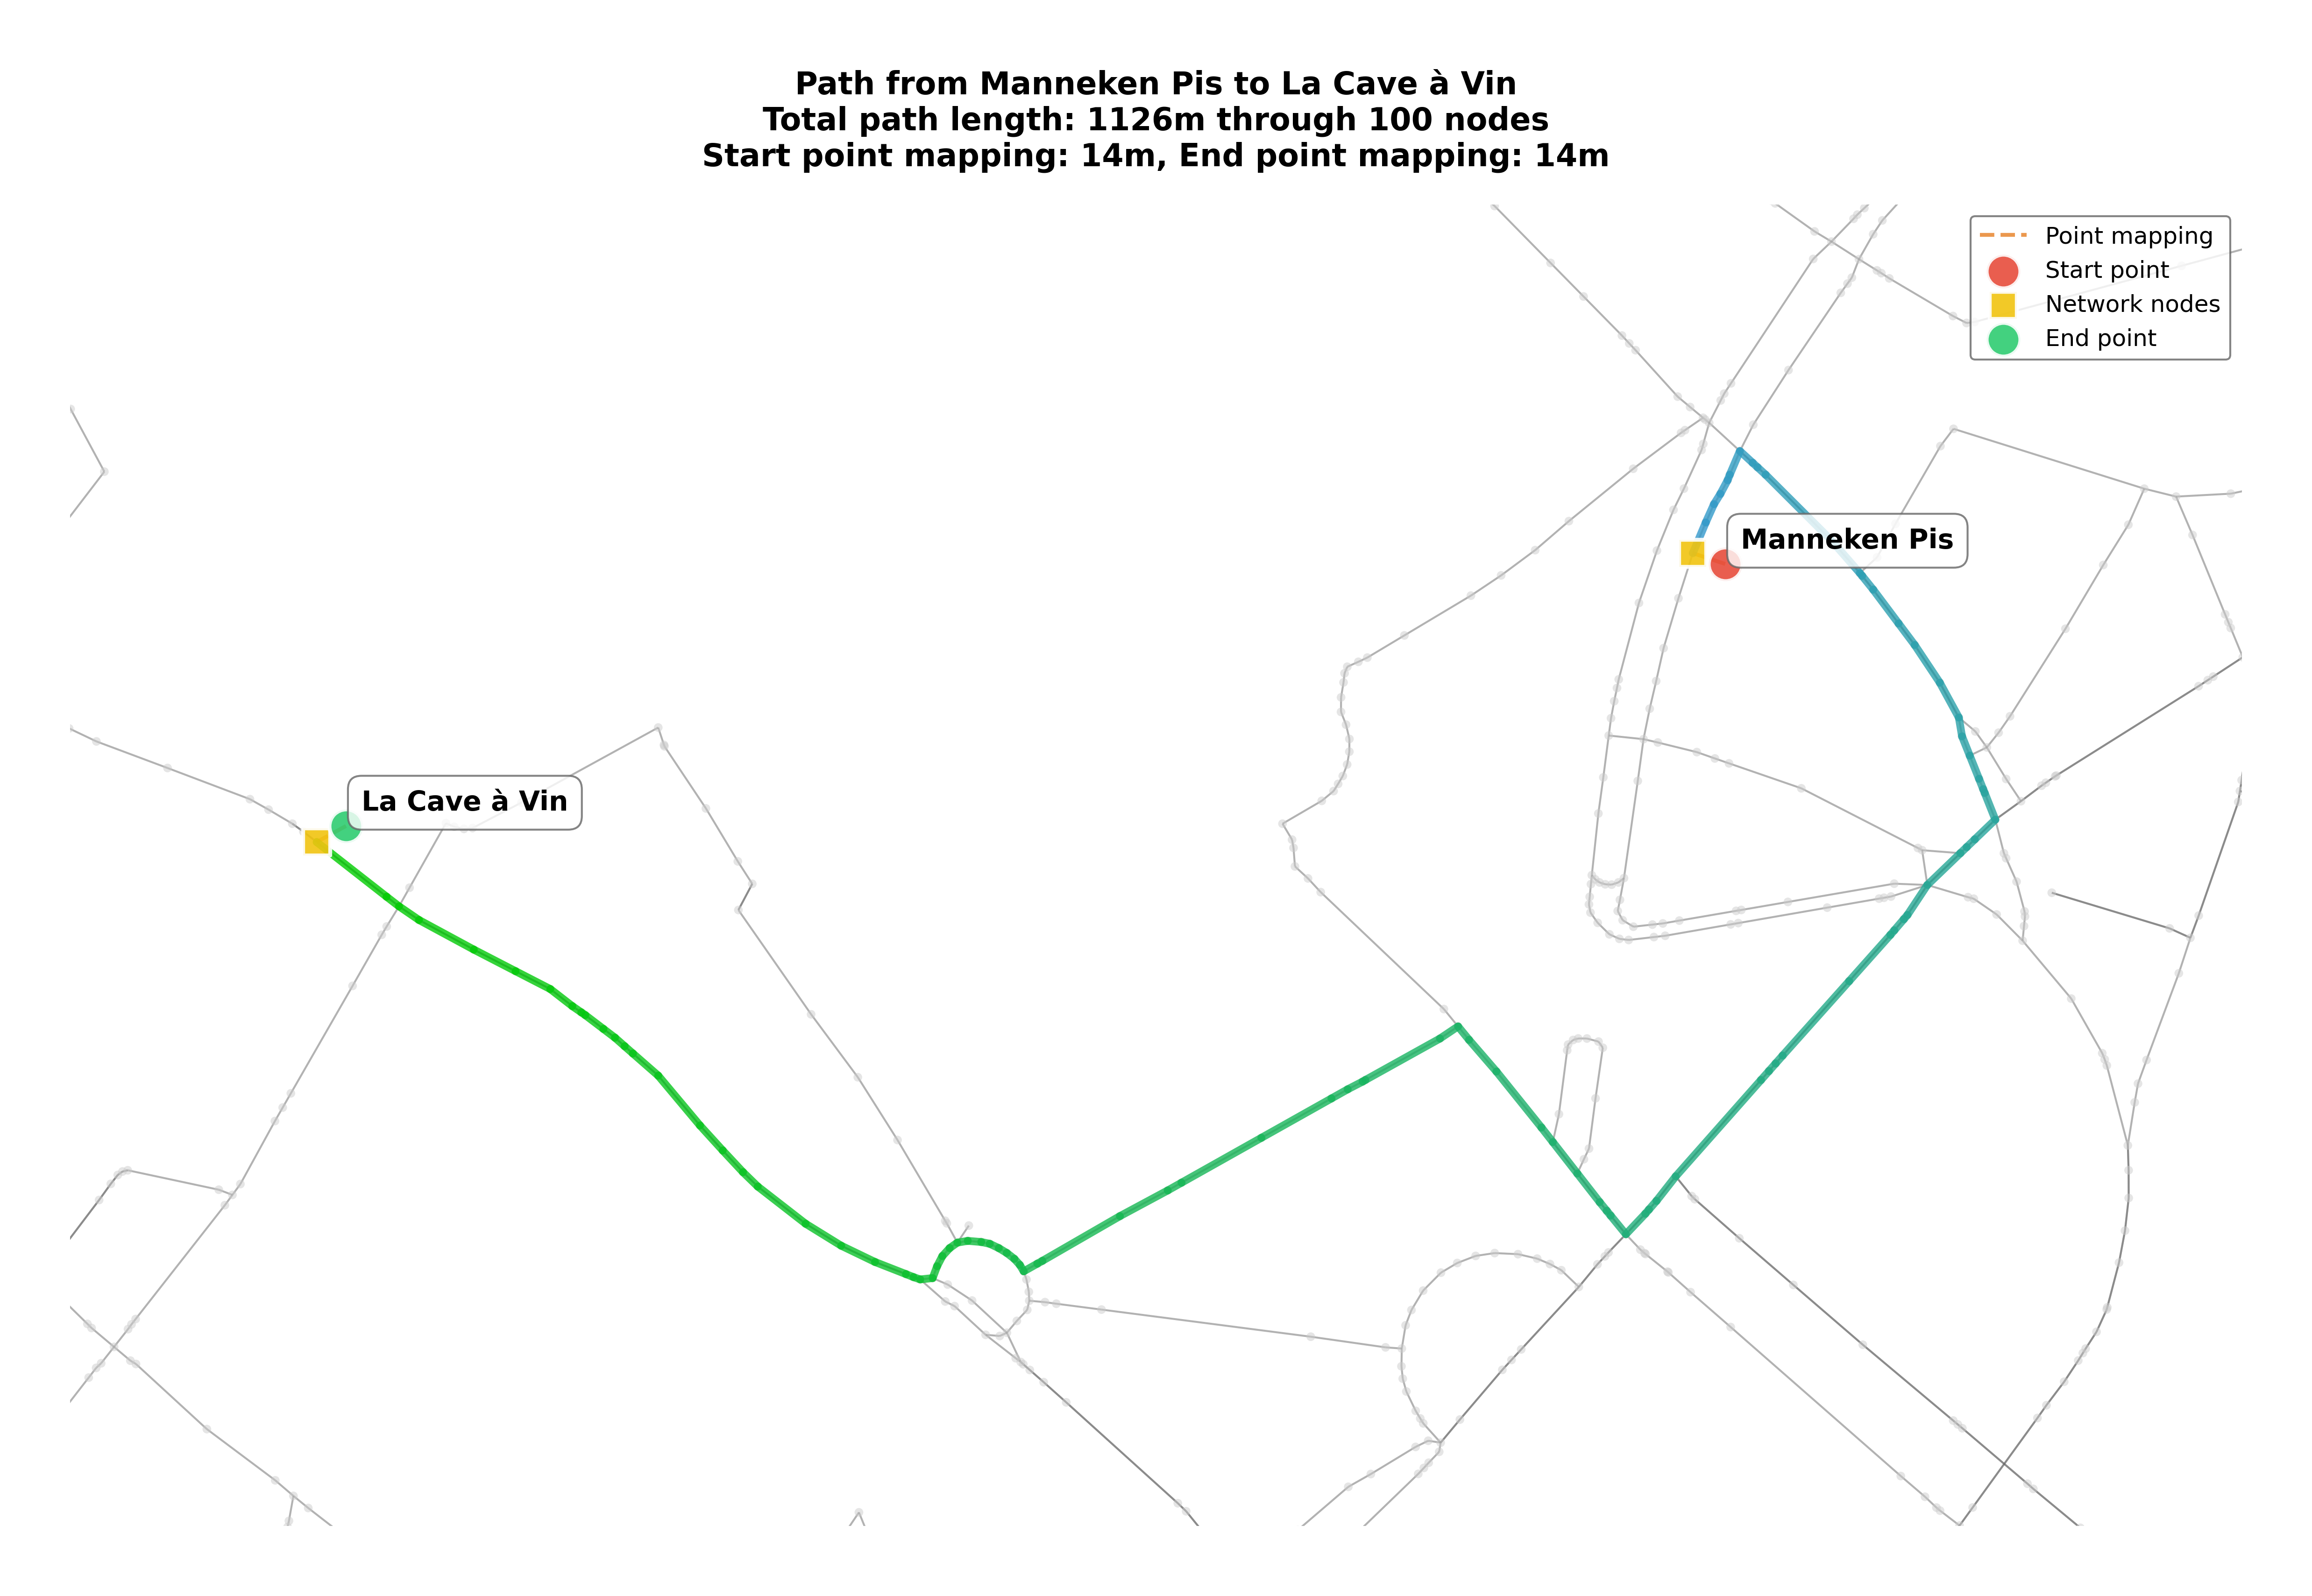 Path from Manneken Pis to La Cave à Vin
Total path length: 1126m through 100 nodes
Start point mapping: 14m, End point mapping: 14m
Point mapping
Start point
Network nodes
End point
Manneken Pis
La Cave à Vin